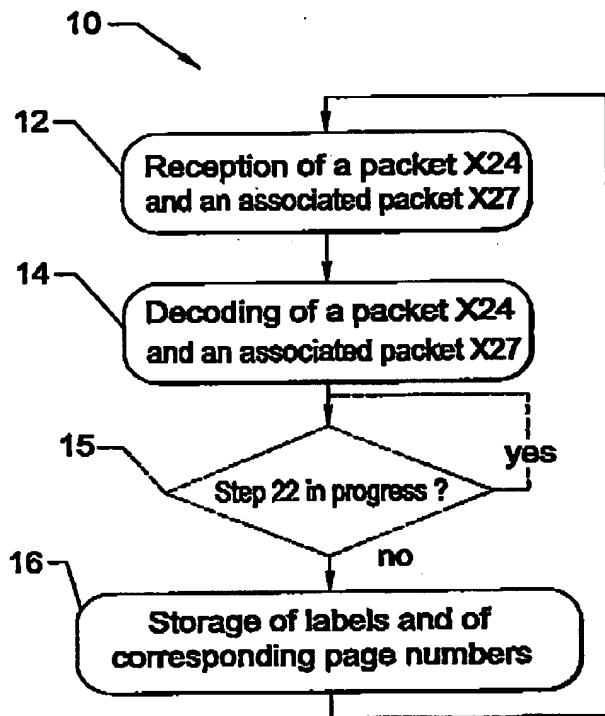 10
12
Reception of a packet X24
and an associated packet X27
14
Decoding of a packet X24
and an associated packet X27
15
Step 22 in progress ?
yes
no
16
Storage of labels and of
corresponding page numbers